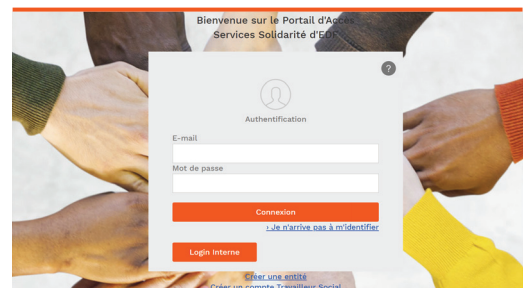 Bienvenue sur le Portail d'Accès
Services Solidarité d'EDF
?
Authentification
E-mail
Mot de passe
Connexion
› Je n'arrive pas à m'identifier
Login Interne
Créer une entité
Créer un compte Travailleur Social